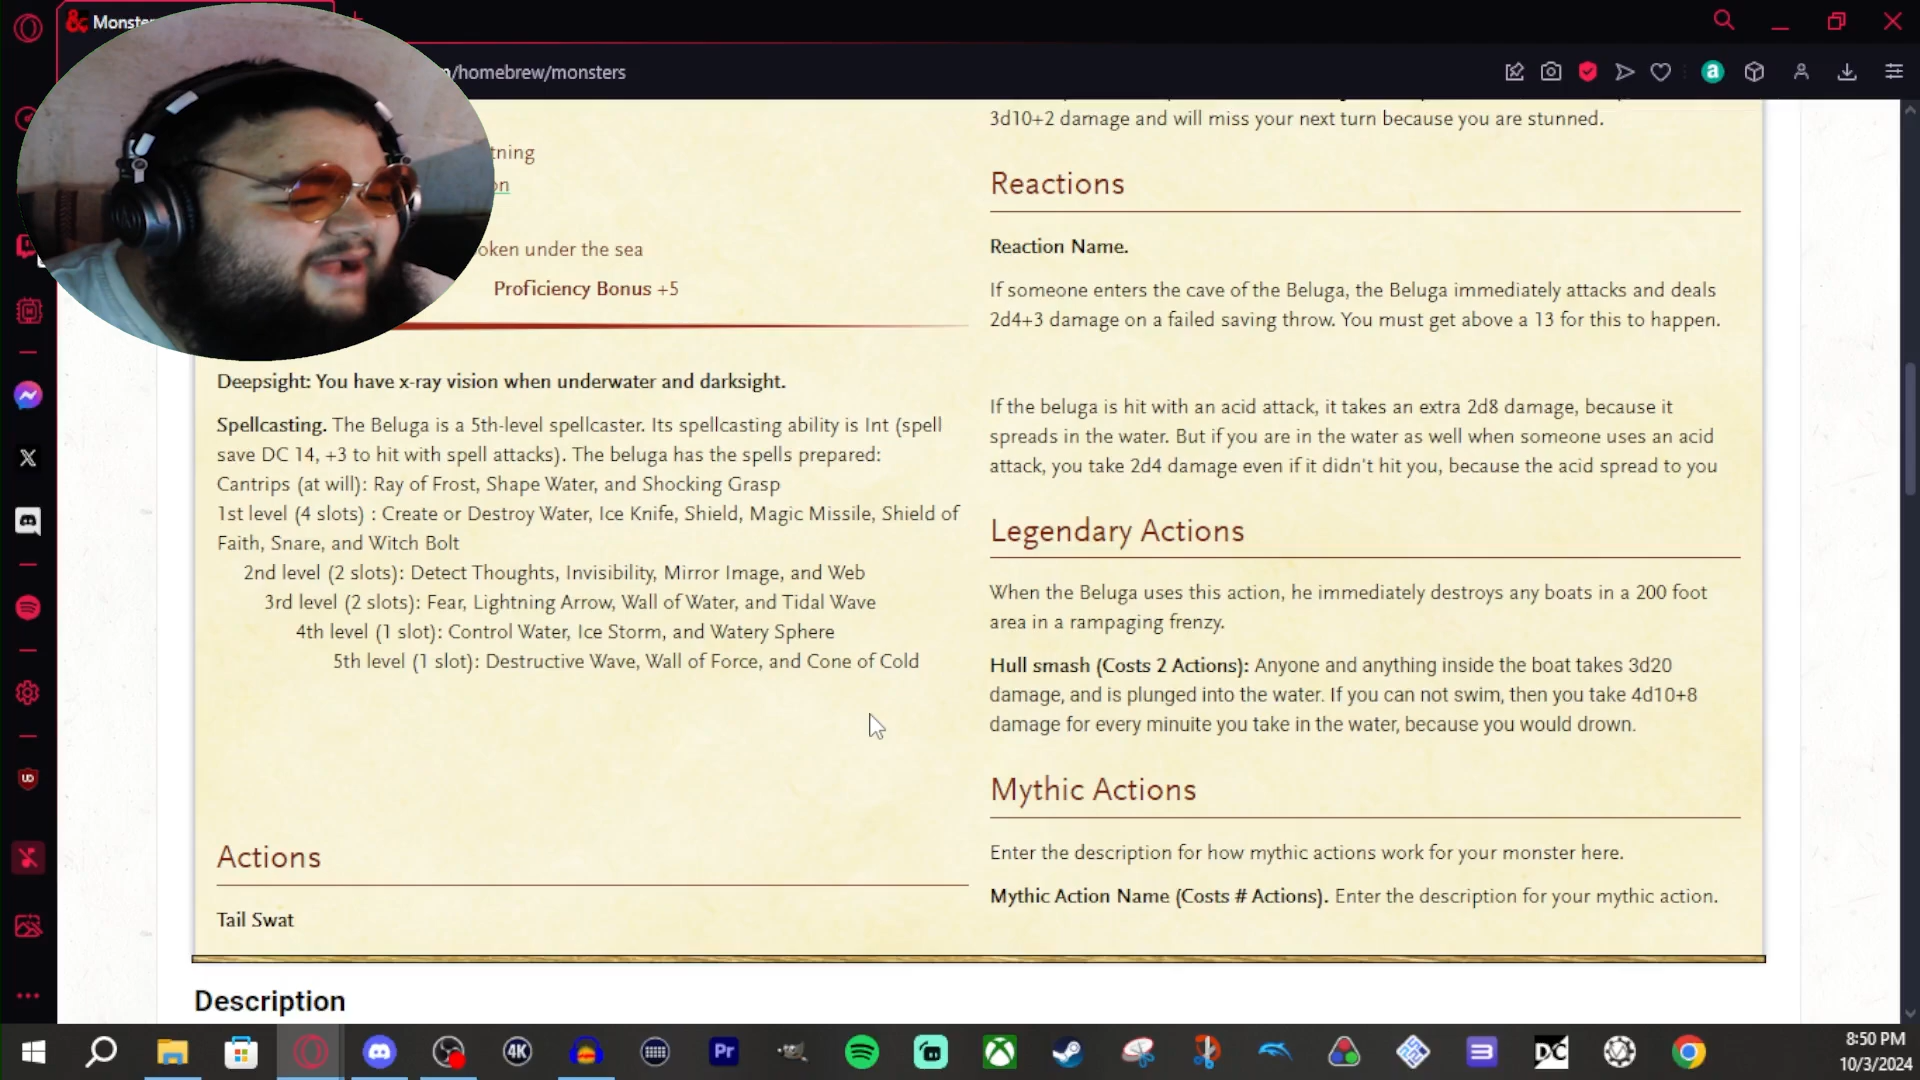 Monste
/homebrew/monsters
tning
on
oken under the sea
Proficiency Bonus +5
Deepsight: You have x-ray vision when underwater and darksight.
Spellcasting. The Beluga is a 5th-level spellcaster. Its spellcasting ability is Int (spell
save DC 14, +3 to hit with spell attacks). The beluga has the spells prepared:
Cantrips (at will): Ray of Frost, Shape Water, and Shocking Grasp
1st level (4 slots) : Create or Destroy Water, Ice Knife, Shield, Magic Missile, Shield of
Faith, Snare, and Witch Bolt
2nd level (2 slots): Detect Thoughts, Invisibility, Mirror Image, and Web
3rd level (2 slots): Fear, Lightning Arrow, Wall of Water, and Tidal Wave
4th level (1 slot): Control Water, Ice Storm, and Watery Sphere
5th level (1 slot): Destructive Wave, Wall of Force, and Cone of Cold
Actions
Tail Swat
3d10+2 damage and will miss your next turn because you are stunned.
Reactions
Reaction Name.
If someone enters the cave of the Beluga, the Beluga immediately attacks and deals
2d4+3 damage on a failed saving throw. You must get above a 13 for this to happen.
If the beluga is hit with an acid attack, it takes an extra 2d8 damage, because it
spreads in the water. But if you are in the water as well when someone uses an acid
attack, you take 2d4 damage even if it didn't hit you, because the acid spread to you
Legendary Actions
When the Beluga uses this action, he immediately destroys any boats in a 200 foot
area in a rampaging frenzy.
Hull smash (Costs 2 Actions): Anyone and anything inside the boat takes 3d20
damage, and is plunged into the water. If you can not swim, then you take 4d10+8
damage for every minuite you take in the water, because you would drown.
Mythic Actions
Enter the description for how mythic actions work for your monster here.
Mythic Action Name (Costs # Actions). Enter the description for your mythic action.
Description
4K
Pr
DC
8:50 PM
10/3/2024